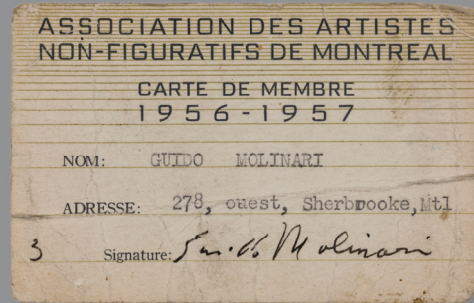 ASSOCIATION DES ARTISTES
NON-FIGURATIFS DE MONTREAL
CARTE DE MEMBRE
1956-1957
NOM: GUIDO MOLINARI
ADRESSE: 278, ouest, Sherbrooke, Mtl
3 Signature: Guido Molinari